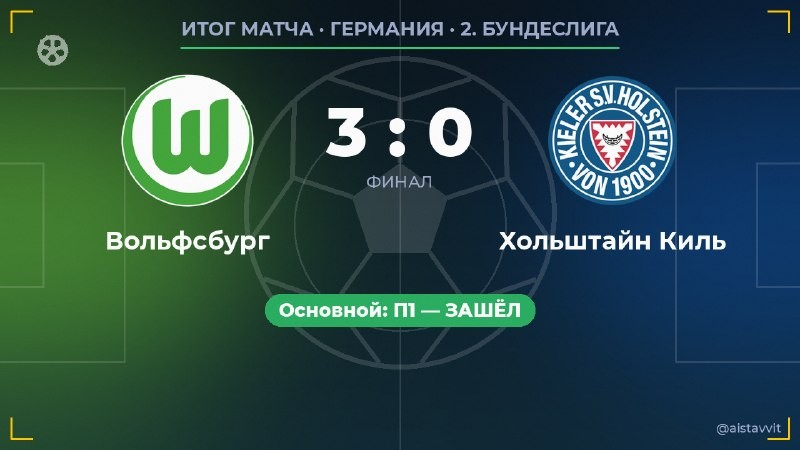 ИТОГ МАТЧА · ГЕРМАНИЯ · 2. БУНДЕСЛИГА
W
3 : 0
KIELER S.V. HOLSTEIN
· VON 1900 ·
ФИНАЛ
Вольфсбург
Хольштайн Киль
Основной: П1 — ЗАШЁЛ
@aistavvit